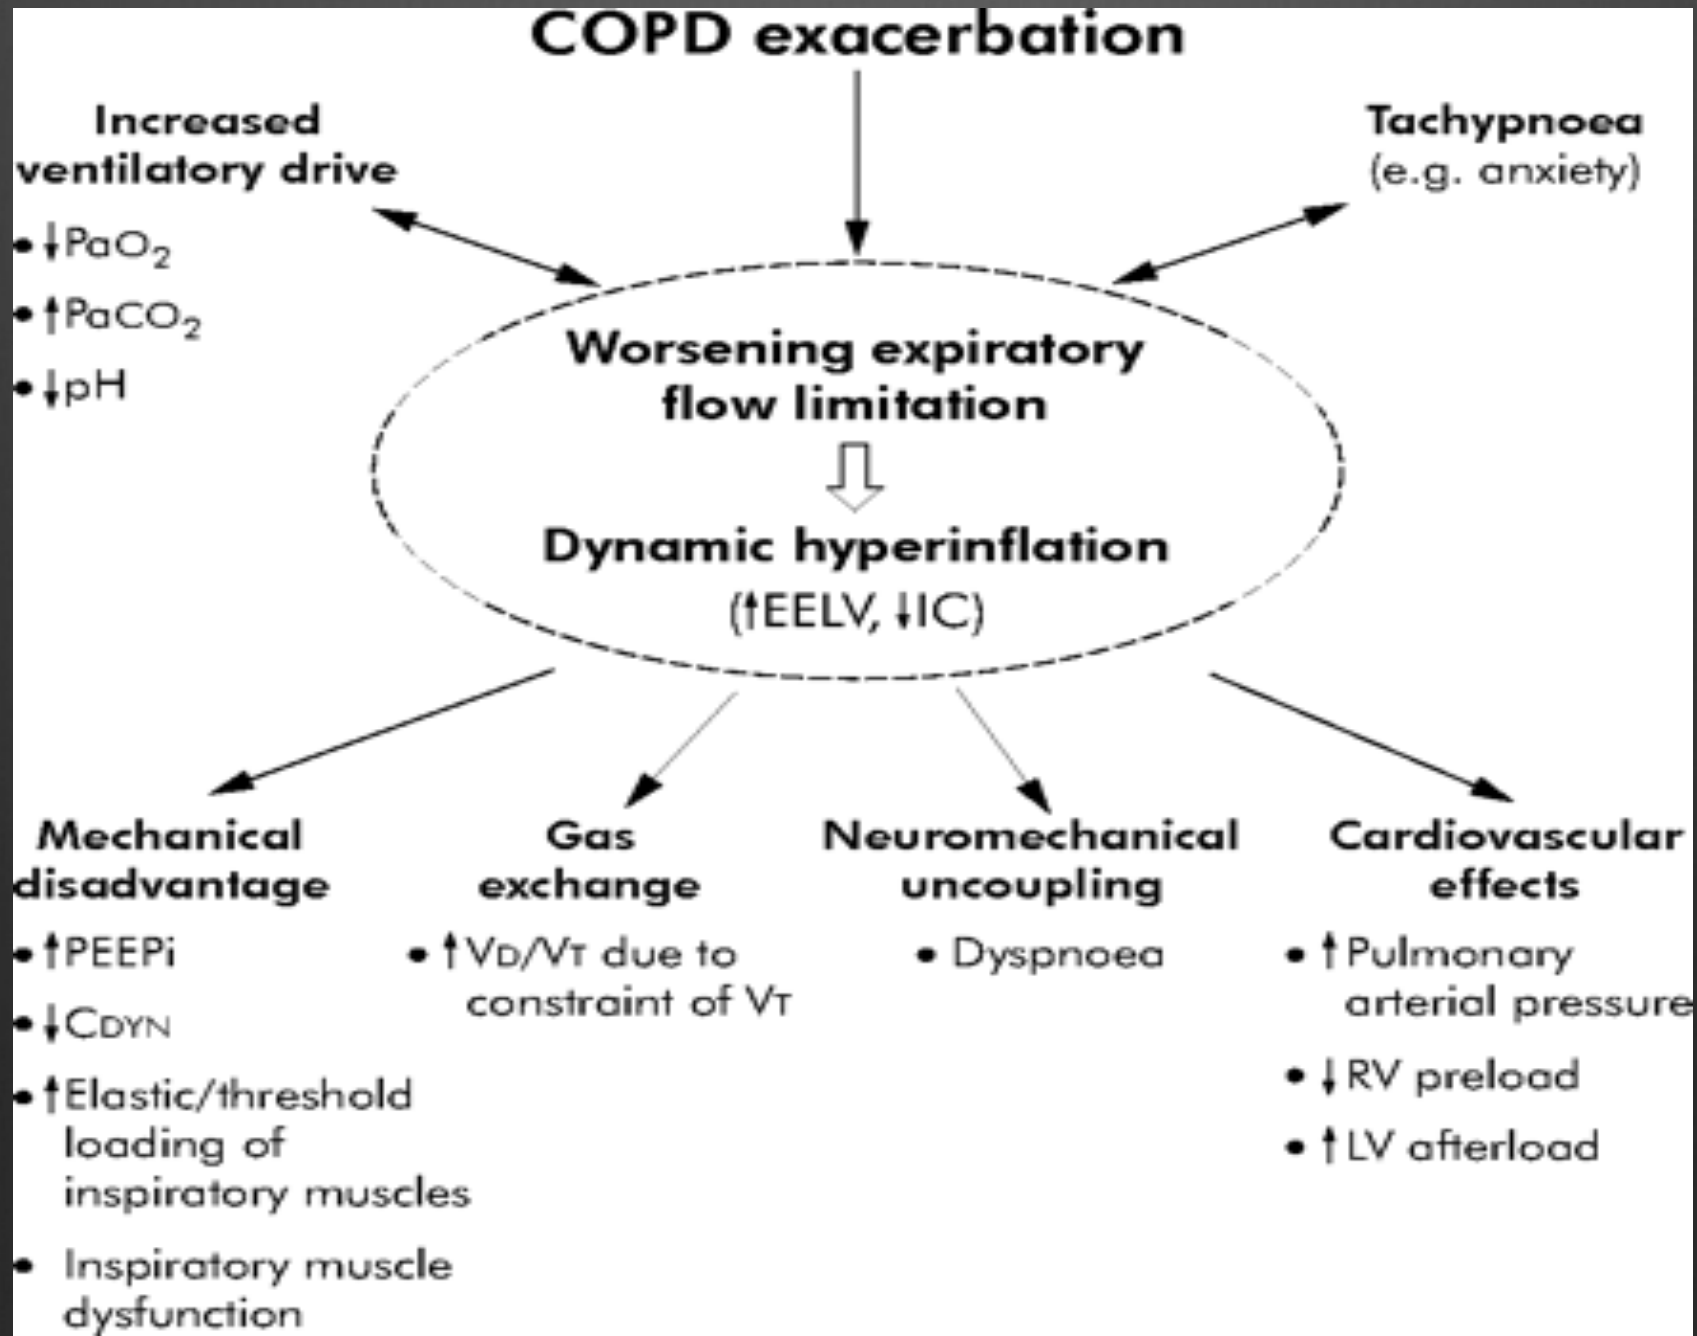 COPD exacerbation
Increased
ventilatory drive
• ↓PaO₂
• ↑PaCO₂
• ↓pH
Tachypnoea
(e.g. anxiety)
Worsening expiratory
flow limitation
Dynamic hyperinflation
(↑EELV, ↓IC)
Mechanical
disadvantage
• ↑PEEPi
• ↓CDYN
• ↑Elastic/threshold
loading of
inspiratory muscles
• Inspiratory muscle
dysfunction
Gas
exchange
• ↑VD/VT due to
constraint of VT
Neuromechanical
uncoupling
• Dyspnoea
Cardiovascular
effects
• ↑Pulmonary
arterial pressure
• ↓RV preload
• ↑LV afterload